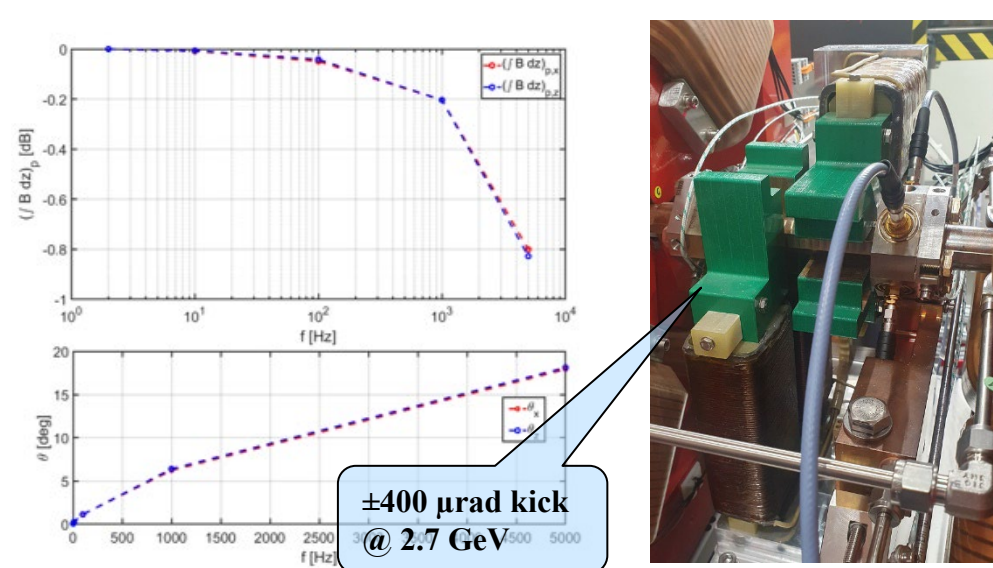 0
-0.2
-0.4
-0.6
-0.8
-1
(∫ B dz)p [dB]
(∫ B dz)p,x
(∫ B dz)p,z
10⁰ 10¹ 10² 10³ 10⁴
f [Hz]
20
15
10
5
0
θ [deg]
θx
0 500 1000 1500 2000 2500 4500 5000
f [Hz]
±400 µrad kick
@ 2.7 GeV